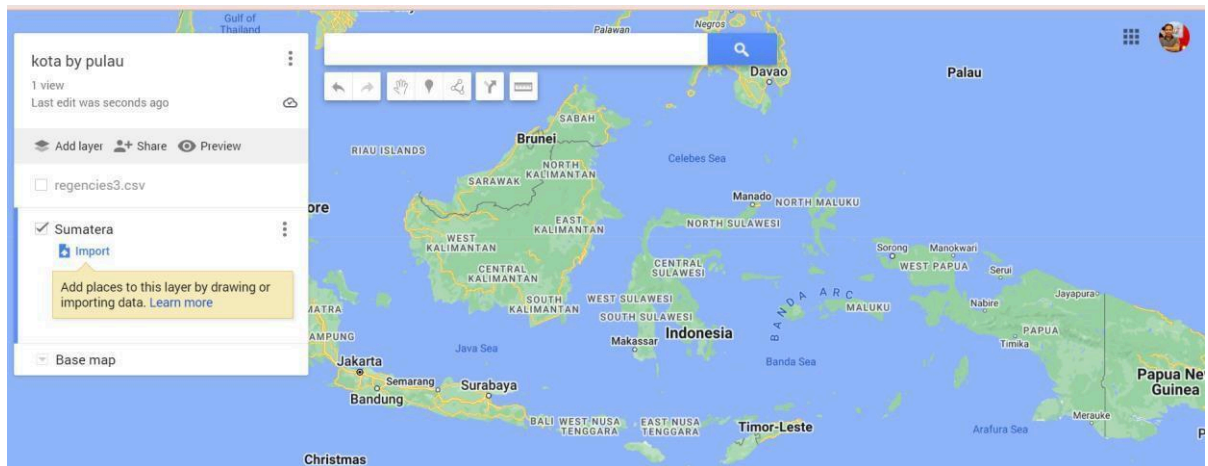 kota by pulau
1 view
Last edit was seconds ago
Add layer Share Preview
regencies3.csv
Sumatera
Import
Add places to this layer by drawing or
importing data. Learn more
Base map
Gulf of
Thailand
Palawan
Negros
Davao
Palau
SABAH
Brunei
RIAU ISLANDS
NORTH
KALIMANTAN
SARAWAK
Celebes Sea
ore
Manado
NORTH MALUKU
EAST
KALIMANTAN
NORTH SULAWESI
WEST
KALIMANTAN
Sorong
Manokwari
WEST PAPUA
Serui
CENTRAL
KALIMANTAN
CENTRAL
SULAWESI
BANDA ARC
Nabire
Jayapura
MATRA
SOUTH
KALIMANTAN
WEST SULAWESI
SOUTH SULAWESI
MALUKU
PAPUA
Timika
AMPUNG
Java Sea
Makassar
Indonesia
Banda Sea
Jakarta
Semarang
Surabaya
Bandung
Papua Ne
Guinea
BALI
WEST NUSA
TENGGARA
EAST NUSA
TENGGARA
Timor-Leste
Merauke
Arafura Sea
P
Christmas